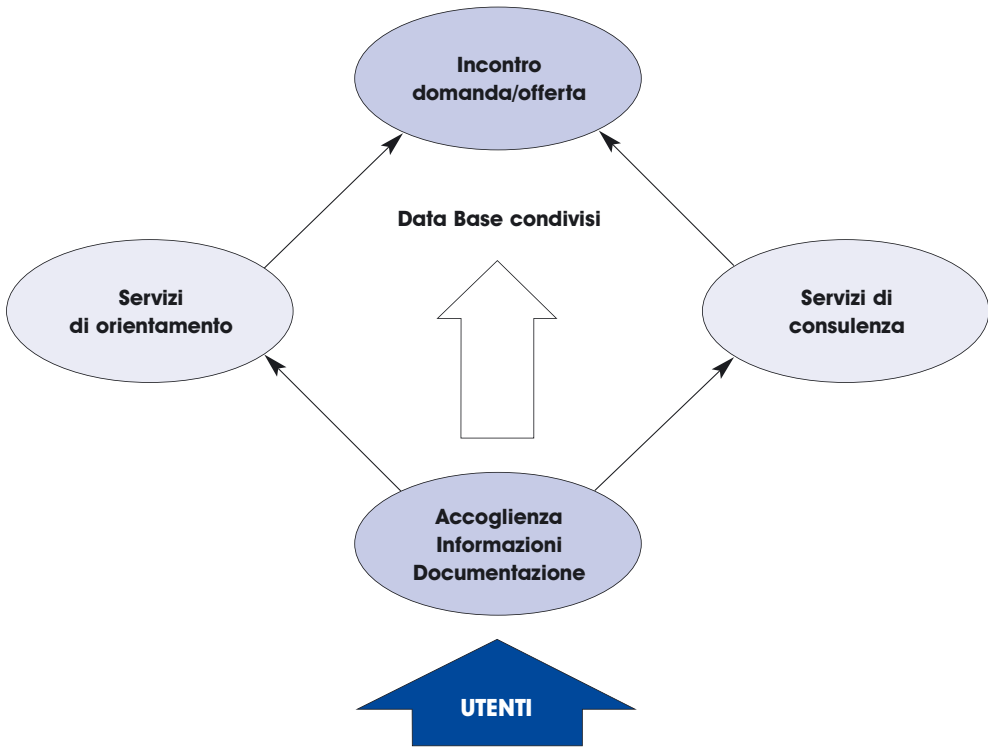 Incontro
domanda/offerta
Data Base condivisi
Servizi
di orientamento
Servizi di
consulenza
Accoglienza
Informazioni
Documentazione
UTENTI